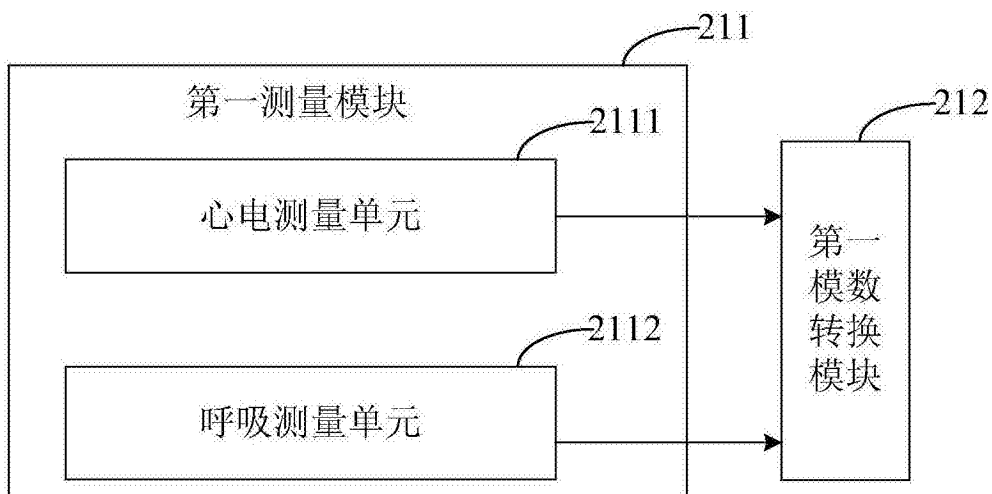 211
第一测量模块
2111
心电测量单元
212
第一
模数
转换
模块
2112
呼吸测量单元